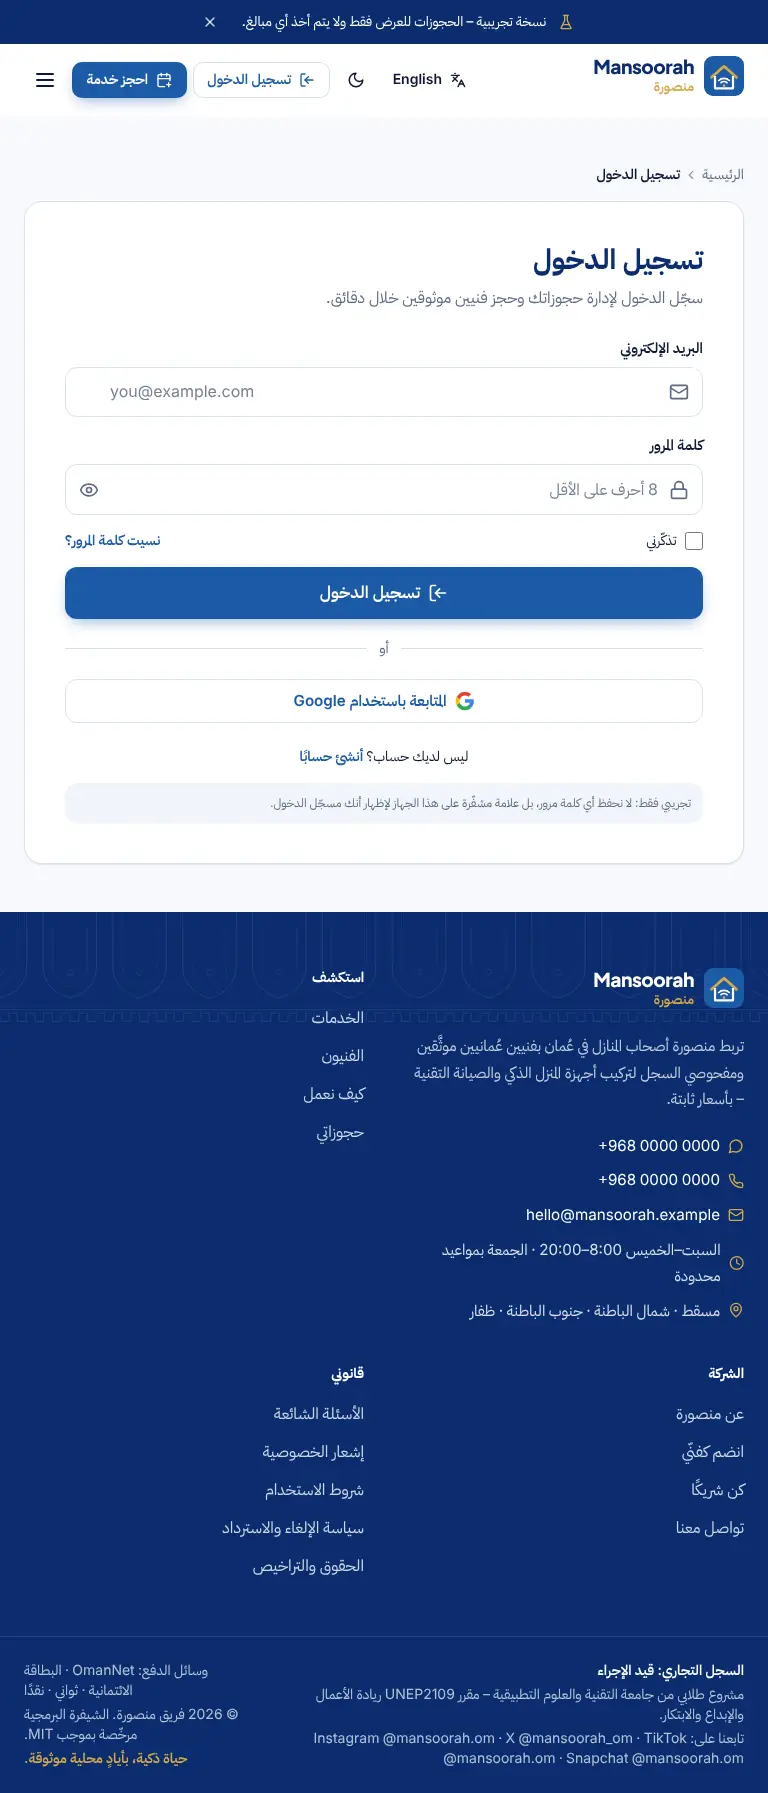 نسخة تجريبية – الحجوزات للعرض فقط ولا يتم أخذ أي مبالغ.
Mansoorah
منصورة
English
تسجيل الدخول
احجز خدمة
الرئيسية
تسجيل الدخول
تسجيل الدخول
سجّل الدخول لإدارة حجوزاتك وحجز فنيين موثوقين خلال دقائق.
البريد الإلكتروني
you@example.com
كلمة المرور
8 أحرف على الأقل
تذكّرني
نسيت كلمة المرور؟
تسجيل الدخول
أو
المتابعة باستخدام Google
ليس لديك حساب؟ أنشئ حسابًا
تجريبي فقط: لا نحفظ أي كلمة مرور، بل علامة مشفّرة على هذا الجهاز لإظهار أنك مسجّل الدخول.
Mansoorah
منصورة
تربط منصورة أصحاب المنازل في عُمان بفنيين عُمانيين موثَّقين
ومفحوصي السجل لتركيب أجهزة المنزل الذكي والصيانة التقنية
– بأسعار ثابتة.
+968 0000 0000
+968 0000 0000
hello@mansoorah.example
السبت–الخميس 8:00–20:00 · الجمعة بمواعيد
محدودة
مسقط · شمال الباطنة · جنوب الباطنة · ظفار
استكشف
الخدمات
الفنيون
كيف نعمل
حجوزاتي
الشركة
عن منصورة
انضم كفنّي
كن شريكًا
تواصل معنا
قانوني
الأسئلة الشائعة
إشعار الخصوصية
شروط الاستخدام
سياسة الإلغاء والاسترداد
الحقوق والتراخيص
السجل التجاري: قيد الإجراء
مشروع طلابي من جامعة التقنية والعلوم التطبيقية – مقرر UNEP2109 ريادة الأعمال
والإبداع والابتكار.
تابعنا على: Instagram @mansoorah.om · X @mansoorah_om · TikTok
@mansoorah.om · Snapchat @mansoorah.om
وسائل الدفع: OmanNet · البطاقة
الائتمانية · ثواني · نقدًا
© 2026 فريق منصورة. الشيفرة البرمجية
مرخّصة بموجب MIT.
حياة ذكية، بأيادٍ محلية موثوقة.